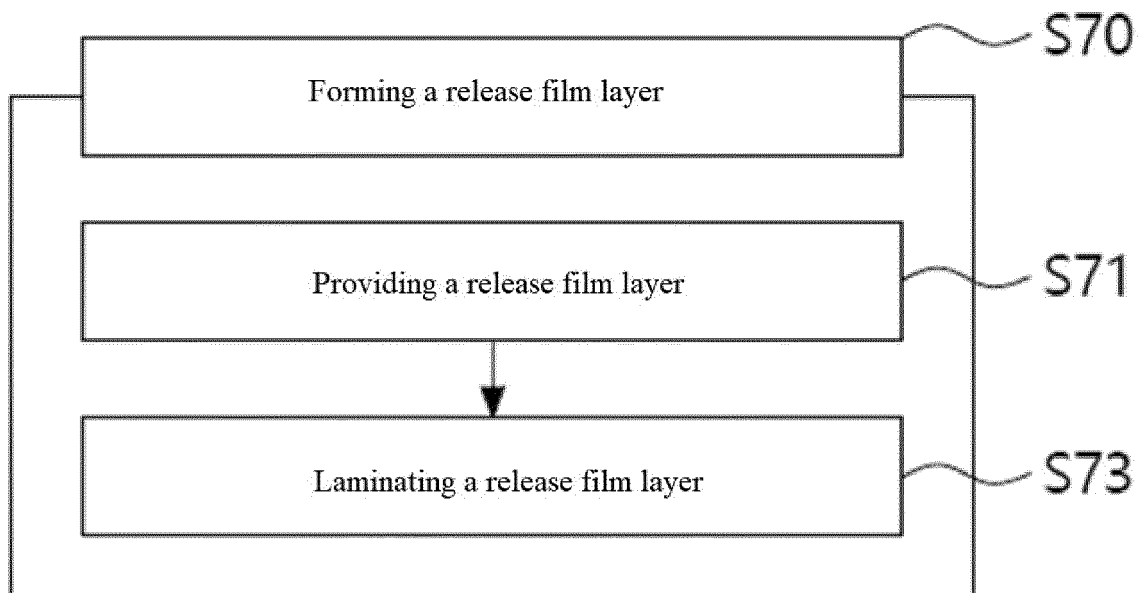 S70
Forming a release film layer
Providing a release film layer
S71
Laminating a release film layer
S73